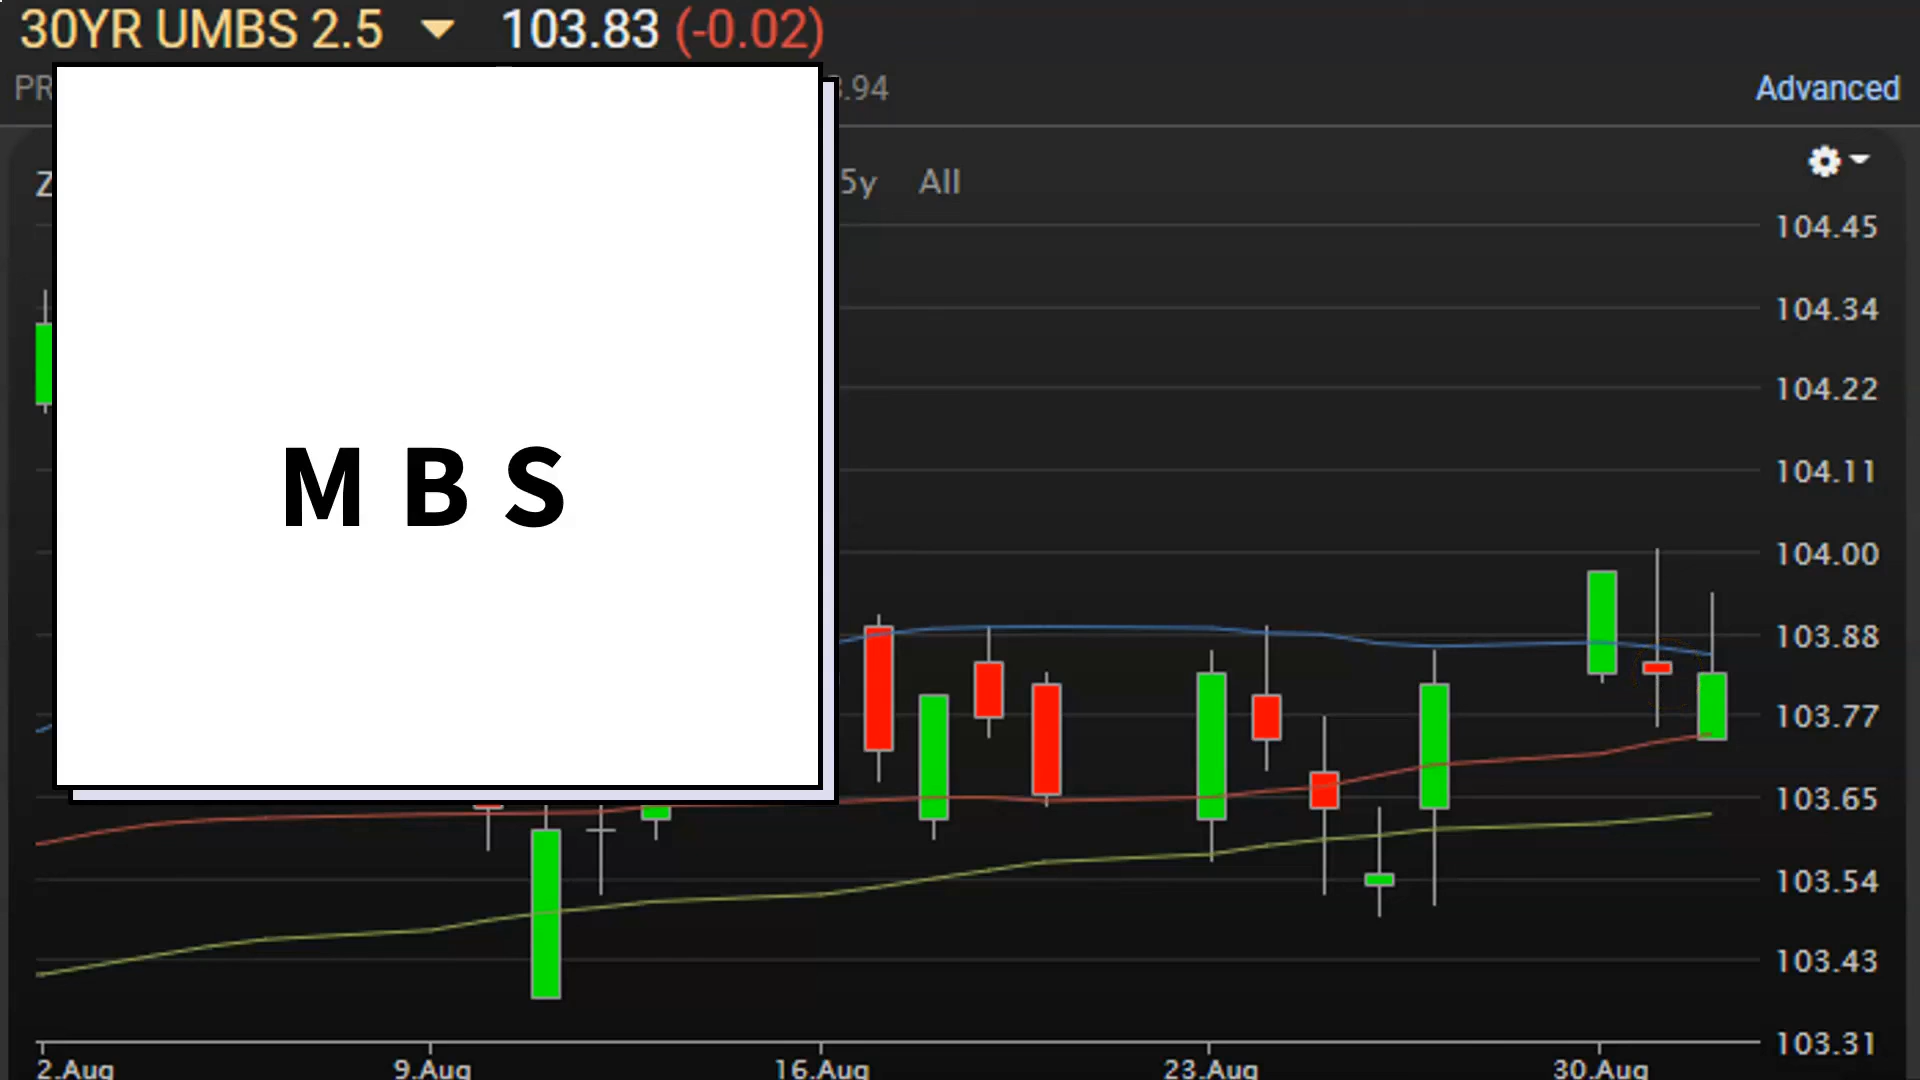 30YR UMBS 2.5 103.83 (-0.02)
Advanced
5y All
104.45
104.34
104.22
104.11
M B S
104.00
103.88
103.77
103.65
103.54
103.43
103.31
2.Aug 9.Aug 16.Aug 23.Aug 30.Aug